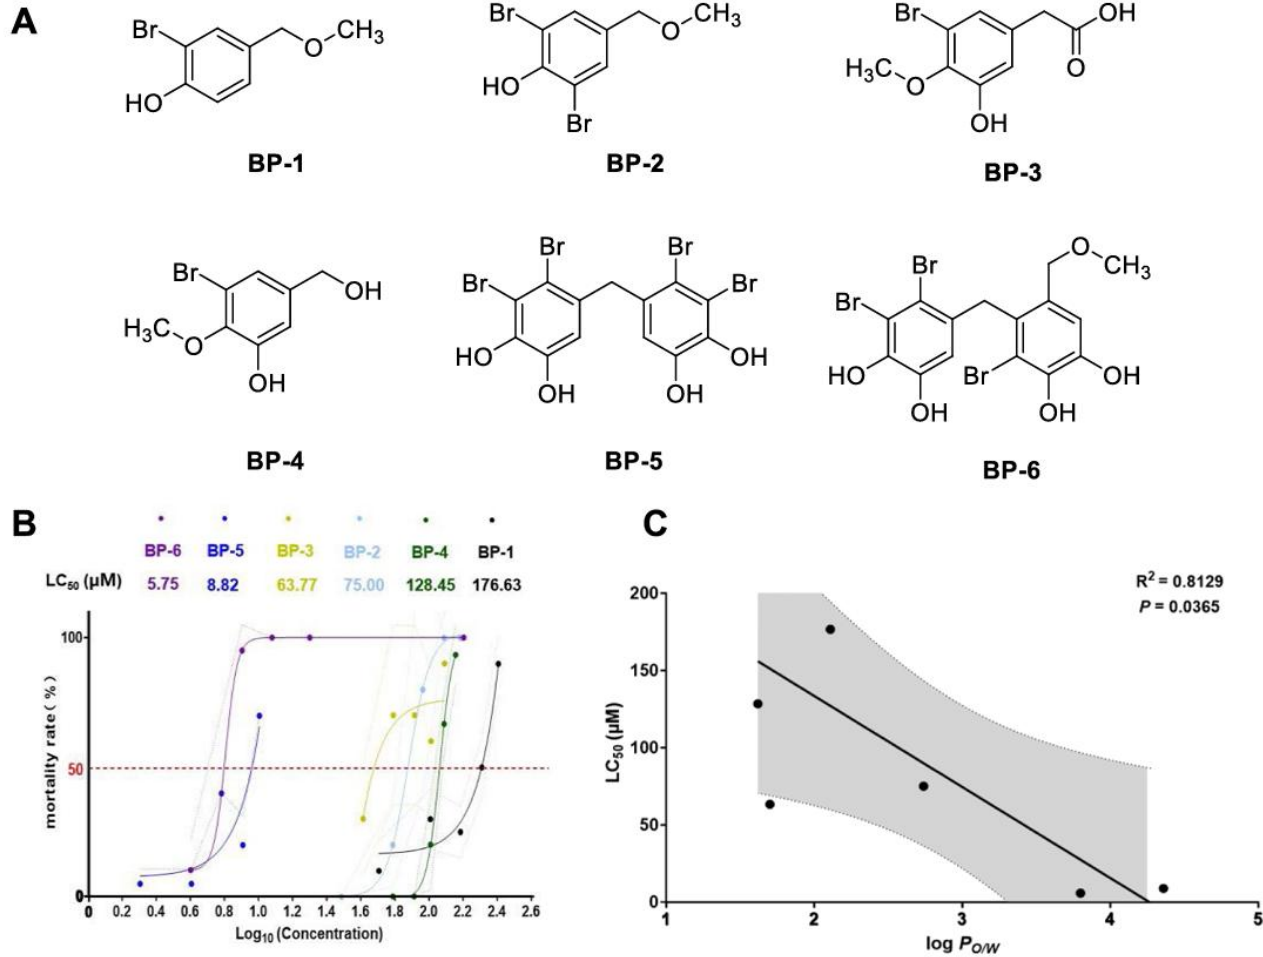 A
Br
HO
O
CH3
BP-1
Br
HO
Br
O
CH3
BP-2
Br
H3C
O
OH
OH
O
BP-3
Br
H3C
O
OH
OH
BP-4
Br
Br
Br
Br
HO
OH
OH
OH
BP-5
Br
Br
HO
OH
Br
O
CH3
OH
OH
BP-6
B
BP-6 BP-5 BP-3 BP-2 BP-4 BP-1
LC50 (µM) 5.75 8.82 63.77 75.00 128.45 176.63
mortality rate (%)
100
50
0
0 0.2 0.4 0.6 0.8 1.0 1.2 1.4 1.6 1.8 2.0 2.2 2.4 2.6
Log10 (Concentration)
C
R2 = 0.8129
P = 0.0365
LC50 (µM)
200
150
100
50
0
1 2 3 4 5
log PO/W